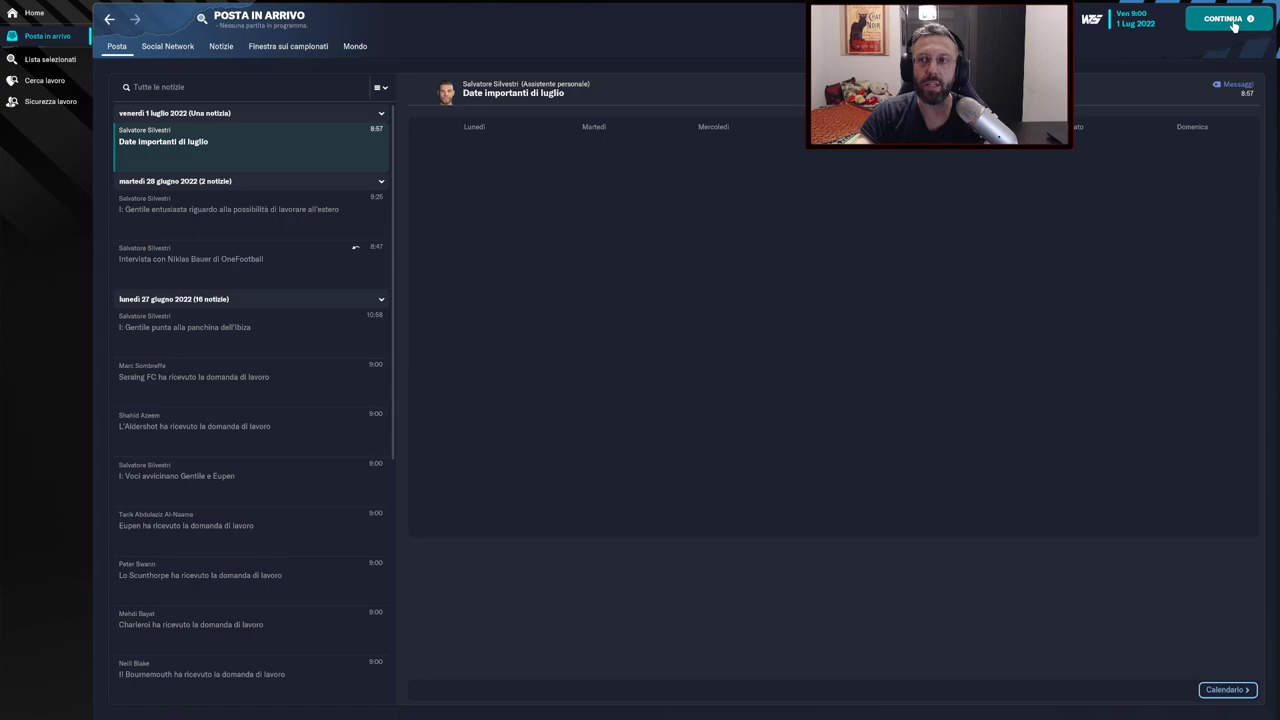 Home
Posta in arrivo
Lista selezionati
Cerca lavoro
Sicurezza lavoro
POSTA IN ARRIVO
- Nessuna partita in programma.
CHAT
NOIR
Ven 9:00
1 Lug 2022
CONTINUA
Posta
Social Network
Notizie
Finestra sui campionati
Mondo
Tutte le notizie
venerdì 1 luglio 2022 (Una notizia)
Salvatore Silvestri
8:57
Date importanti di luglio
martedì 28 giugno 2022 (2 notizie)
Salvatore Silvestri
9:25
I: Gentile entusiasta riguardo alla possibilità di lavorare all'estero
Salvatore Silvestri
8:47
Intervista con Niklas Bauer di OneFootball
lunedì 27 giugno 2022 (16 notizie)
Salvatore Silvestri
10:58
I: Gentile punta alla panchina dell'Ibiza
Marc Sombreffe
9:00
Seraing FC ha ricevuto la domanda di lavoro
Shahid Azeem
9:00
L'Aldershot ha ricevuto la domanda di lavoro
Salvatore Silvestri
9:00
I: Voci avvicinano Gentile e Eupen
Tarik Abdulaziz Al-Naama
9:00
Eupen ha ricevuto la domanda di lavoro
Peter Swann
9:00
Lo Scunthorpe ha ricevuto la domanda di lavoro
Mehdi Bayat
9:00
Charleroi ha ricevuto la domanda di lavoro
Neill Blake
9:00
Il Bournemouth ha ricevuto la domanda di lavoro
Salvatore Silvestri (Assistente personale)
Date importanti di luglio
Messaggi
8:57
Lunedì
Martedì
Mercoledì
ato
Domenica
Calendario